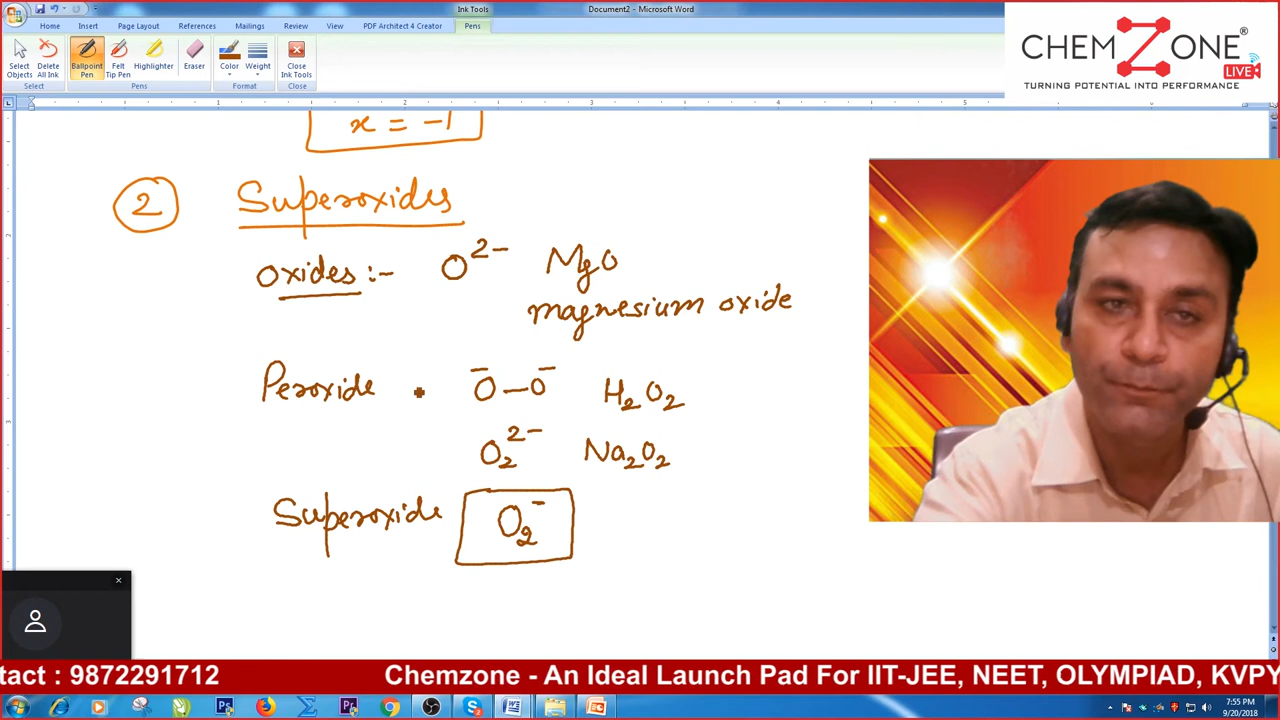 Ink Tools
Document2 - Microsoft Word
Home Insert Page Layout References Mailings Review View PDF Architect 4 Creator Pens
Select Objects
Delete All Ink
Ballpoint Pen
Felt Tip Pen
Highlighter
Eraser
Color
Weight
Close Ink Tools
Select Pens Format Close
CHEMZONE®
LIVE
TURNING POTENTIAL INTO PERFORMANCE
1 2 3 5
x = -1
2 Superoxides
Oxides :- O²⁻ MgO
magnesium oxide
Peroxide ⁻O—O⁻ H₂O₂
O₂²⁻ Na₂O₂
Superoxide O₂⁻
tact : 9872291712 Chemzone - An Ideal Launch Pad For IIT-JEE, NEET, OLYMPIAD, KVPY
7:55 PM
9/20/2018